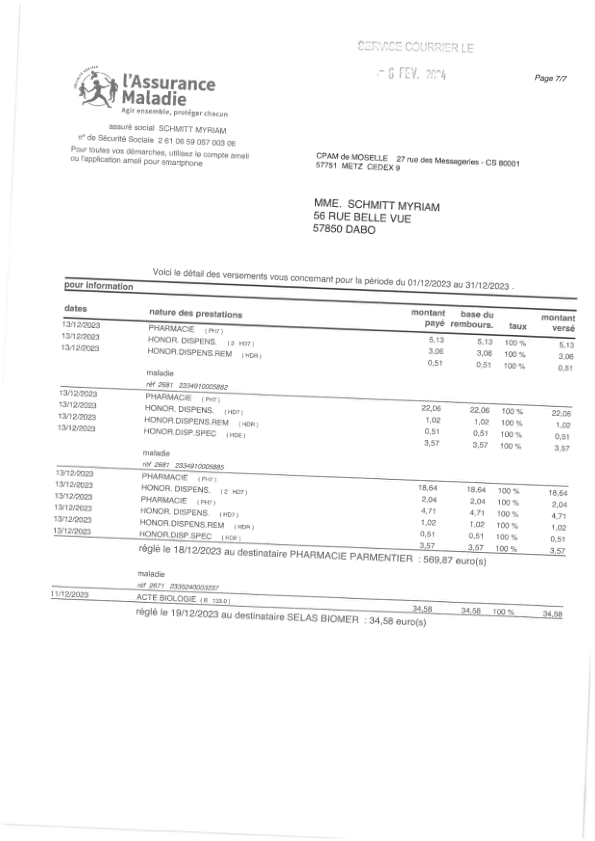 SERVICE COURRIER LE
- 6 FEV. 2024
Page 7/7
SÉCURITÉ SOCIALE
l'Assurance
Maladie
Agir ensemble, protéger chacun
assuré social SCHMITT MYRIAM
n° de Sécurité Sociale 2 61 06 59 057 003 06
Pour toutes vos démarches, utilisez le compte ameli
ou l'application ameli pour smartphone
CPAM de MOSELLE 27 rue des Messageries - CS 80001
57751 METZ CEDEX 9
MME. SCHMITT MYRIAM
56 RUE BELLE VUE
57850 DABO
Voici le détail des versements vous concernant pour la période du 01/12/2023 au 31/12/2023 .
pour information
dates nature des prestations montant payé base du rembours. taux montant versé
13/12/2023 PHARMACIE (PH7) 5,13 5,13 100 % 5,13
13/12/2023 HONOR. DISPENS. (3 HD7) 3,06 3,06 100 % 3,06
13/12/2023 HONOR.DISPENS.REM (HDR) 0,51 0,51 100 % 0,51
maladie
réf 2681 2334910005882
13/12/2023 PHARMACIE (PH7) 22,06 22,06 100 % 22,06
13/12/2023 HONOR. DISPENS. (HD7) 1,02 1,02 100 % 1,02
13/12/2023 HONOR.DISPENS.REM (HDR) 0,51 0,51 100 % 0,51
13/12/2023 HONOR.DISP.SPEC (HDE) 3,57 3,57 100 % 3,57
maladie
réf 2681 2334910005885
13/12/2023 PHARMACIE (PH7) 18,64 18,64 100 % 18,64
13/12/2023 HONOR. DISPENS. (2 HD7) 2,04 2,04 100 % 2,04
13/12/2023 PHARMACIE (PH7) 4,71 4,71 100 % 4,71
13/12/2023 HONOR. DISPENS. (HD7) 1,02 1,02 100 % 1,02
13/12/2023 HONOR.DISPENS.REM (HDR) 0,51 0,51 100 % 0,51
13/12/2023 HONOR.DISP.SPEC (HDE) 3,57 3,57 100 % 3,57
réglé le 18/12/2023 au destinataire PHARMACIE PARMENTIER : 569,87 euro(s)
maladie
réf 2671 2335240003237
11/12/2023 ACTE BIOLOGIE (B 133.0) 34,58 34,58 100 % 34,58
réglé le 19/12/2023 au destinataire SELAS BIOMER : 34,58 euro(s)